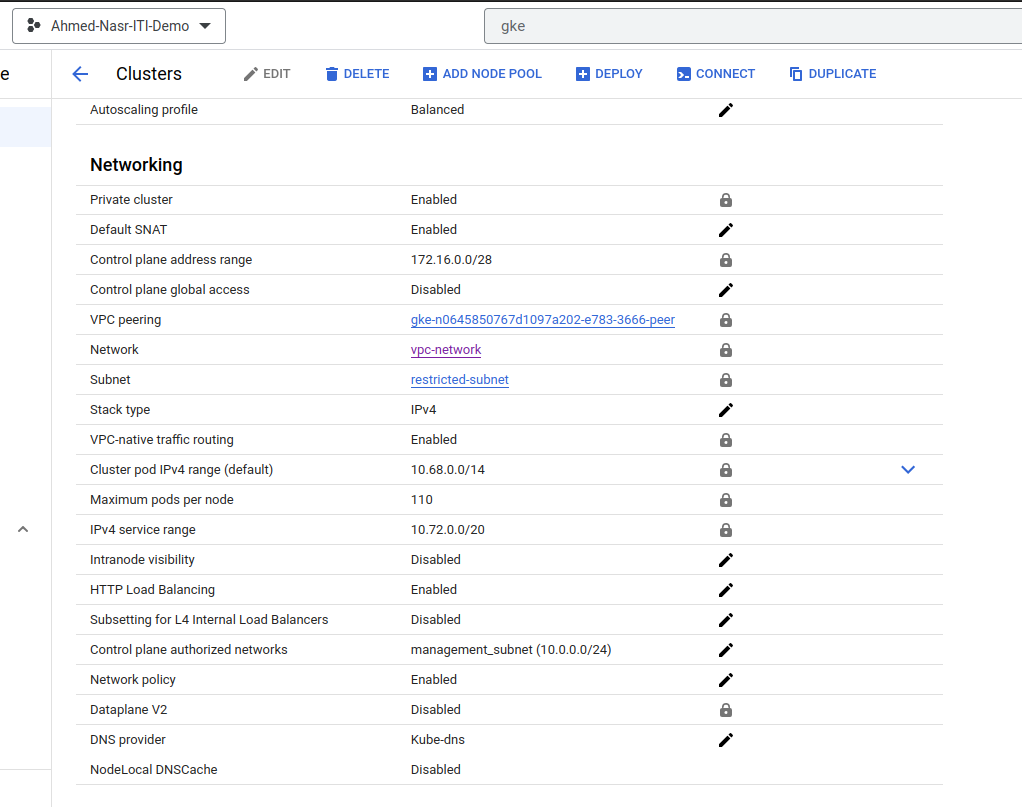 Ahmed-Nasr-ITI-Demo gke
e Clusters EDIT DELETE ADD NODE POOL DEPLOY CONNECT DUPLICATE
Autoscaling profile Balanced
Networking
Private cluster Enabled
Default SNAT Enabled
Control plane address range 172.16.0.0/28
Control plane global access Disabled
VPC peering gke-n0645850767d1097a202-e783-3666-peer
Network vpc-network
Subnet restricted-subnet
Stack type IPv4
VPC-native traffic routing Enabled
Cluster pod IPv4 range (default) 10.68.0.0/14
Maximum pods per node 110
IPv4 service range 10.72.0.0/20
Intranode visibility Disabled
HTTP Load Balancing Enabled
Subsetting for L4 Internal Load Balancers Disabled
Control plane authorized networks management_subnet (10.0.0.0/24)
Network policy Enabled
Dataplane V2 Disabled
DNS provider Kube-dns
NodeLocal DNSCache Disabled